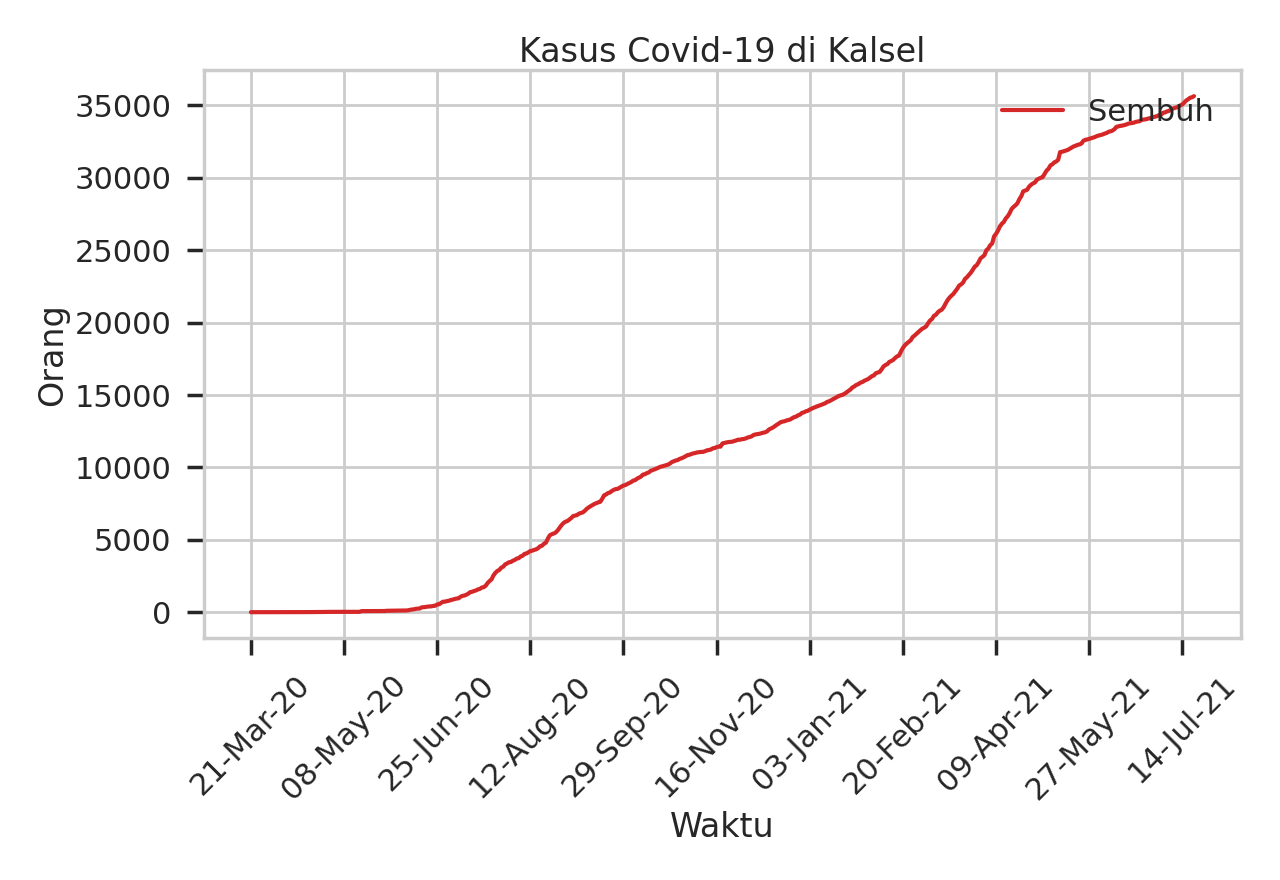 Kasus Covid-19 di Kalsel
Sembuh
35000
30000
25000
20000
15000
10000
5000
0
Orang
21-Mar-20
08-May-20
25-Jun-20
12-Aug-20
29-Sep-20
16-Nov-20
03-Jan-21
20-Feb-21
09-Apr-21
27-May-21
14-Jul-21
Waktu